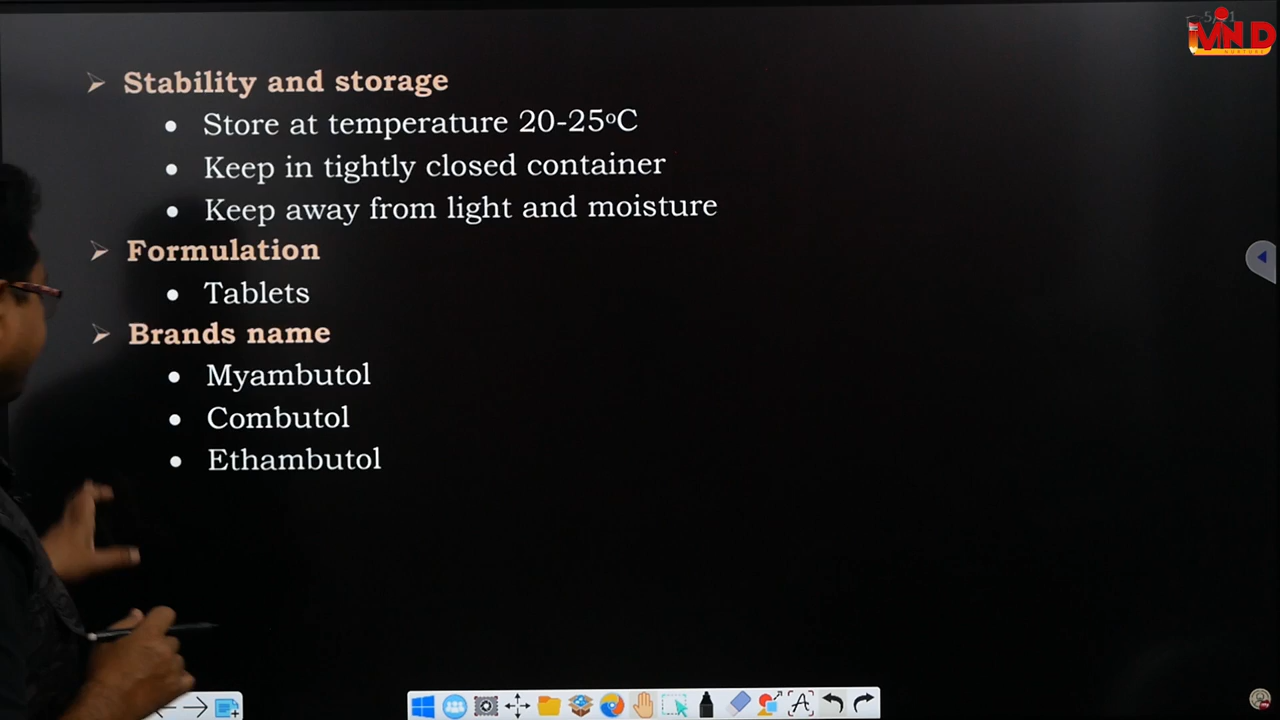 Stability and storage
Store at temperature 20-25ºC
Keep in tightly closed container
Keep away from light and moisture
Formulation
Tablets
Brands name
Myambutol
Combutol
Ethambutol